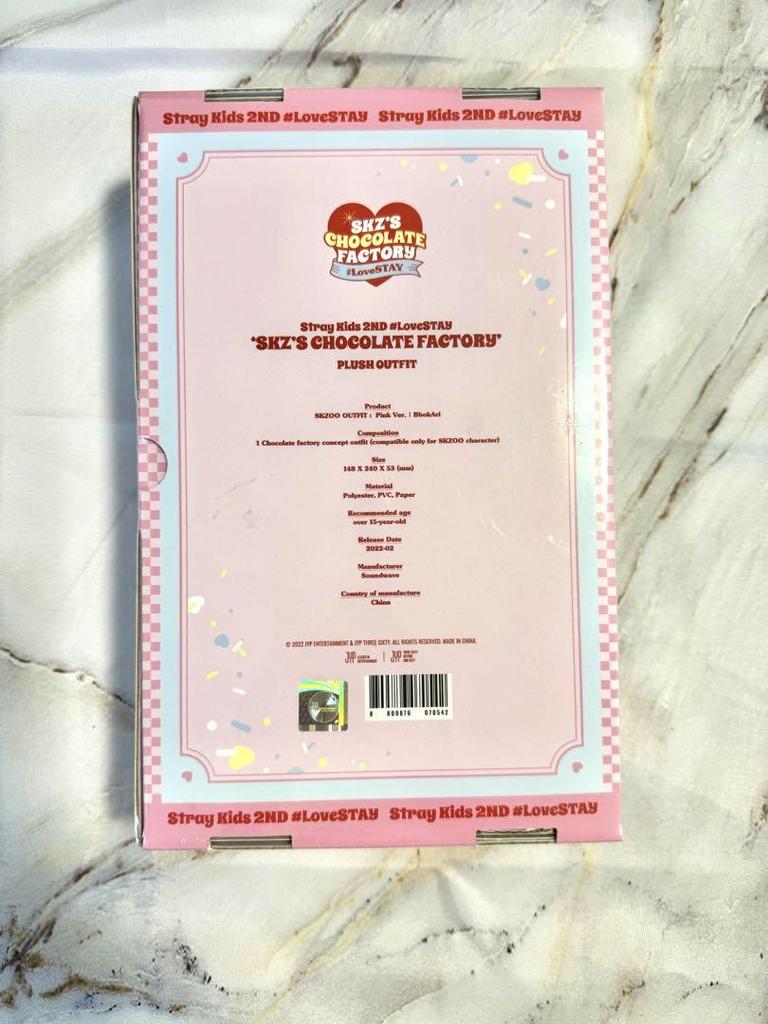 Stray Kids 2ND #LoveSTAY Stray Kids 2ND #LoveSTAY
SKZ'S
CHOCOLATE
FACTORY
#LoveSTAY
Stray Kids 2ND #LoveSTAY
'SKZ'S CHOCOLATE FACTORY'
PLUSH OUTFIT
Product
SKZOO OUTFIT : Pink Ver. | BbokAri
Composition
1 Chocolate factory concept outfit (compatible only for SKZOO character)
Size
148 X 240 X 53 (mm)
Material
Polyester, PVC, Paper
Recommended age
over 15-year-old
Release Date
2022-02
Manufacturer
Soundwave
Country of manufacture
China
© 2022 JYP ENTERTAINMENT & JYP THREE SIXTY. ALL RIGHTS RESERVED. MADE IN CHINA.
JYP | JYP
8 809876 070542
Stray Kids 2ND #LoveSTAY Stray Kids 2ND #LoveSTAY